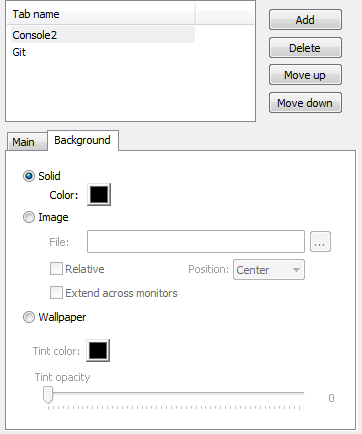 Tab name
Add
Console2
Delete
Git
Move up
Move down
Main Background
Solid
Color:
Image
File: ...
Relative Position: Center
Extend across monitors
Wallpaper
Tint color:
Tint opacity
0